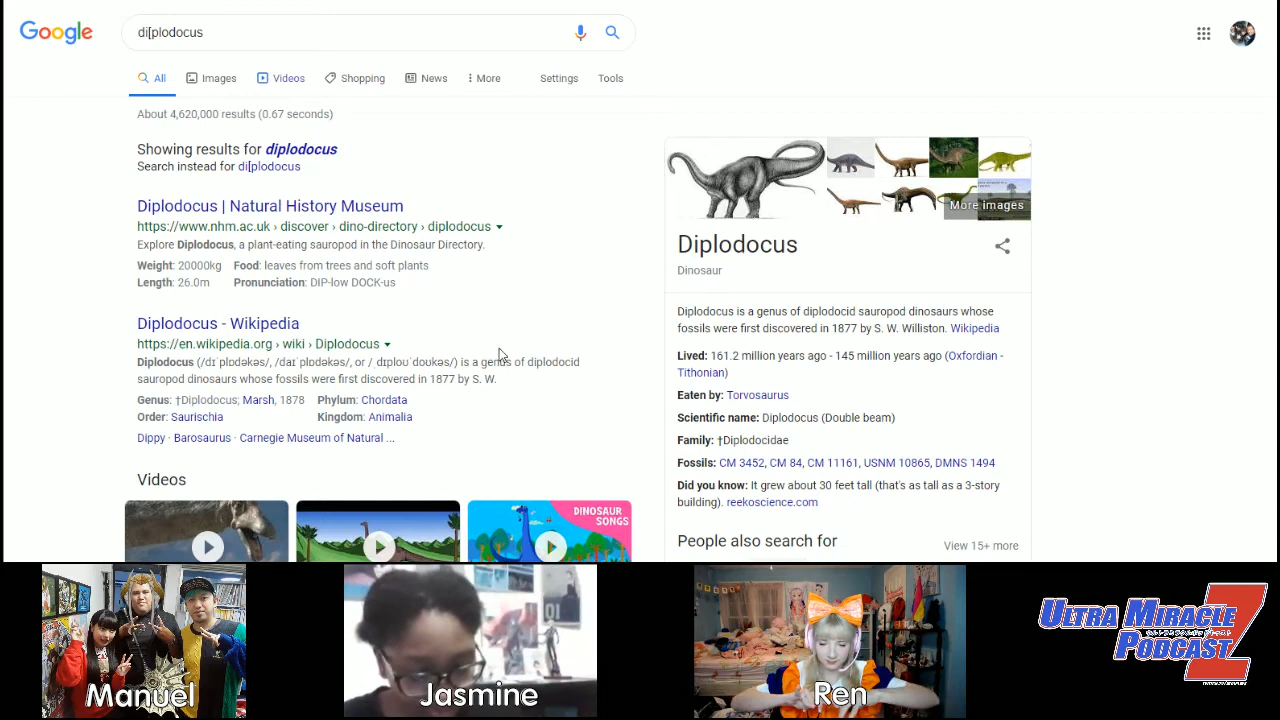 Google
di[plodocus
All
Images
Videos
Shopping
News
More
Settings
Tools
About 4,620,000 results (0.67 seconds)
Showing results for diplodocus
Search instead for di[plodocus
Diplodocus | Natural History Museum
https://www.nhm.ac.uk › discover › dino-directory › diplodocus
Explore Diplodocus, a plant-eating sauropod in the Dinosaur Directory.
Weight: 20000kg Food: leaves from trees and soft plants
Length: 26.0m Pronunciation: DIP-low DOCK-us
Diplodocus - Wikipedia
https://en.wikipedia.org › wiki › Diplodocus
Diplodocus (/dɪˈplɒdəkəs/, /daɪˈplɒdəkəs/, or /ˌdɪploʊˈdoʊkəs/) is a genus of diplodocid
sauropod dinosaurs whose fossils were first discovered in 1877 by S. W.
Genus: †Diplodocus; Marsh, 1878 Phylum: Chordata
Order: Saurischia Kingdom: Animalia
Dippy · Barosaurus · Carnegie Museum of Natural ...
Videos
DINOSAUR
SONGS
More images
Diplodocus
Dinosaur
Diplodocus is a genus of diplodocid sauropod dinosaurs whose
fossils were first discovered in 1877 by S. W. Williston. Wikipedia
Lived: 161.2 million years ago - 145 million years ago (Oxfordian -
Tithonian)
Eaten by: Torvosaurus
Scientific name: Diplodocus (Double beam)
Family: †Diplodocidae
Fossils: CM 3452, CM 84, CM 11161, USNM 10865, DMNS 1494
Did you know: It grew about 30 feet tall (that's as tall as a 3-story
building). reekoscience.com
People also search for
View 15+ more
Manuel
Jasmine
Ren
ULTRA MIRACLE
PODCAST
Z